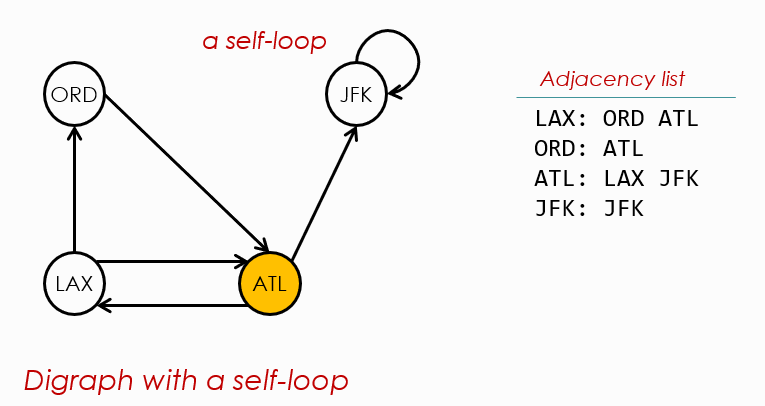 a self-loop
ORD
JFK
LAX
ATL
Adjacency list
LAX: ORD ATL
ORD: ATL
ATL: LAX JFK
JFK: JFK
Digraph with a self-loop